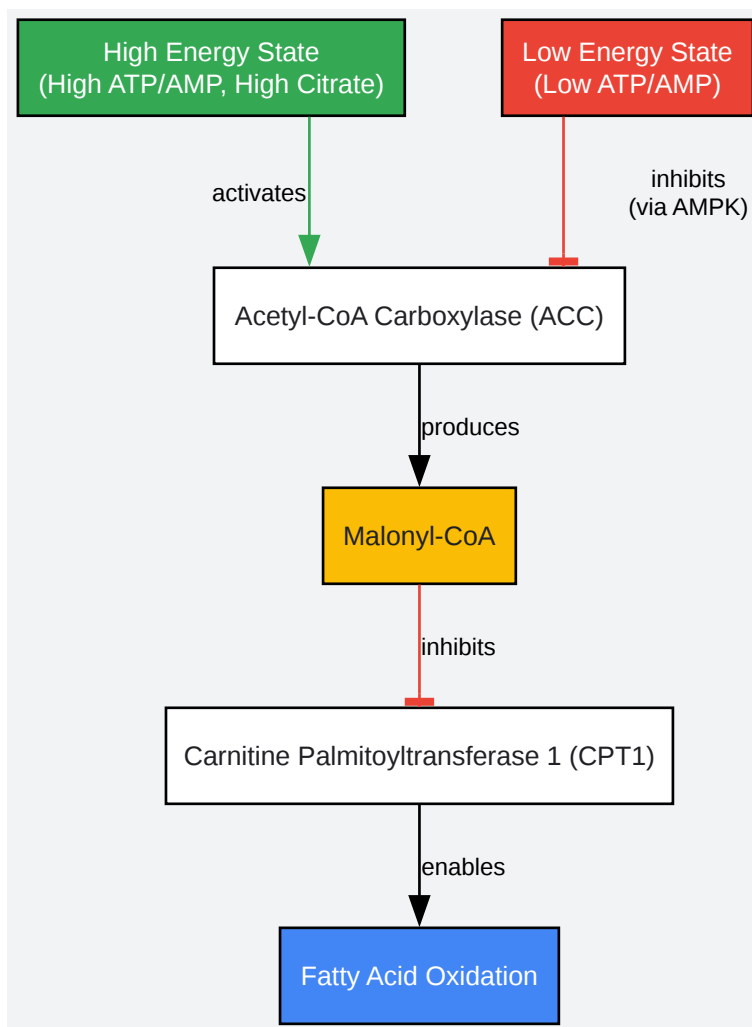 High Energy State
(High ATP/AMP, High Citrate)
Low Energy State
(Low ATP/AMP)
activates
inhibits
(via AMPK)
Acetyl-CoA Carboxylase (ACC)
produces
Malonyl-CoA
inhibits
Carnitine Palmitoyltransferase 1 (CPT1)
enables
Fatty Acid Oxidation